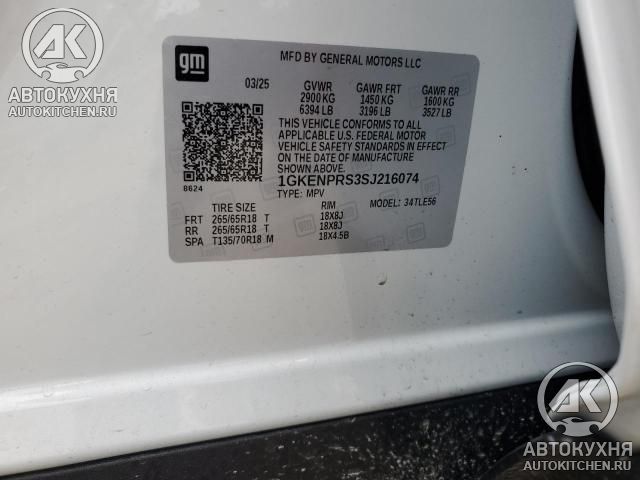 AK
АВТОКУХНЯ
AUTOKITCHEN.RU
gm
MFD BY GENERAL MOTORS LLC
03/25 GVWR GAWR FRT GAWR RR
2900 KG 1450 KG 1600 KG
6394 LB 3196 LB 3527 LB
THIS VEHICLE CONFORMS TO ALL
APPLICABLE U.S. FEDERAL MOTOR
VEHICLE SAFETY STANDARDS IN EFFECT
ON THE DATE OF MANUFACTURE SHOWN ABOVE.
8624 1GKENPRS3SJ216074
TYPE: MPV MODEL: 34TLE56
TIRE SIZE RIM
FRT 265/65R18 T 18X8J
RR 265/65R18 T 18X8J
SPA T135/70R18 M 18X4.5B
AK
АВТОКУХНЯ
AUTOKITCHEN.RU